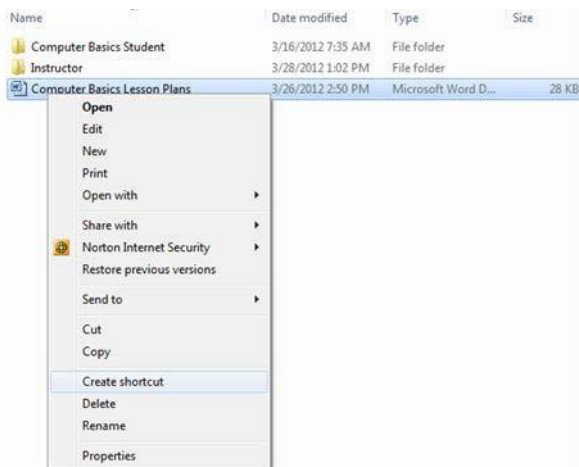 Name Date modified Type Size
Computer Basics Student 3/16/2012 7:35 AM File folder
Instructor 3/28/2012 1:02 PM File folder
Computer Basics Lesson Plans 3/26/2012 2:50 PM Microsoft Word D... 28 KB
Open
Edit
New
Print
Open with
Share with
Norton Internet Security
Restore previous versions
Send to
Cut
Copy
Create shortcut
Delete
Rename
Properties